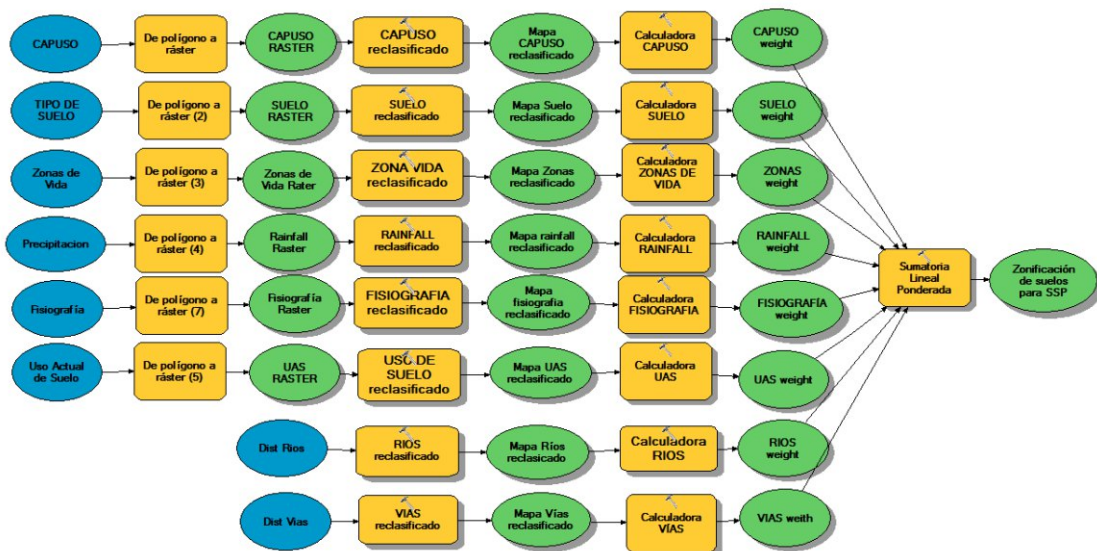 CAPUSO
De polígono a
ráster
CAPUSO
RASTER
CAPUSO
reclasificado
Mapa
CAPUSO
reclasificado
Calculadora
CAPUSO
CAPUSO
weight
TIPO DE
SUELO
De polígono a
ráster (2)
SUELO
RASTER
SUELO
reclasificado
Mapa Suelo
reclasificado
Calculadora
SUELO
SUELO
weight
Zonas de
Vida
De polígono a
ráster (3)
Zonas de
Vida Rater
ZONA VIDA
reclasificado
Mapa Zonas
reclasificado
Calculadora
ZONAS DE
VIDA
ZONAS
weight
Precipitacion
De polígono a
ráster (4)
Rainfall
Raster
RAINFALL
reclasificado
Mapa rainfall
reclasificado
Calculadora
RAINFALL
RAINFALL
weight
Fisiografía
De polígono a
ráster (7)
Fisiografía
Raster
FISIOGRAFIA
reclasificado
Mapa
fisiografia
reclasificado
Calculadora
FISIOGRAFIA
FISIOGRAFÍA
weight
Sumatoria
Lineal
Ponderada
Zonificación
de suelos
para SSP
Uso Actual
de Suelo
De polígono a
ráster (5)
UAS
RASTER
USO DE
SUELO
reclasificado
Mapa UAS
reclasificado
Calculadora
UAS
UAS weight
Dist Rios
RIOS
reclasificado
Mapa Ríos
reclasicado
Calculadora
RIOS
RIOS
weight
Dist Vias
VIAS
reclasificado
Mapa Vías
reclasificado
Calculadora
VÍAS
VIAS weith